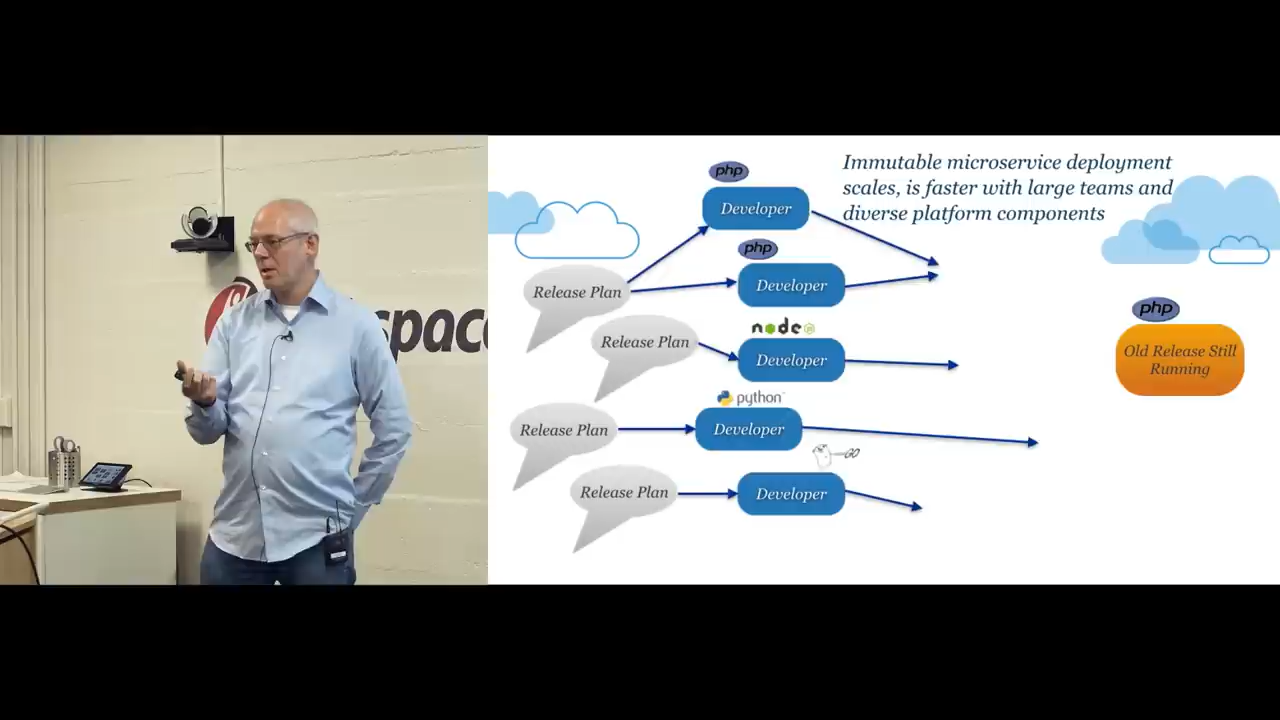 space
php
Immutable microservice deployment
scales, is faster with large teams and
diverse platform components
Developer
php
Developer
Release Plan
php
node
Release Plan
Developer
Old Release Still
Running
python
Release Plan
Developer
GO
Release Plan
Developer